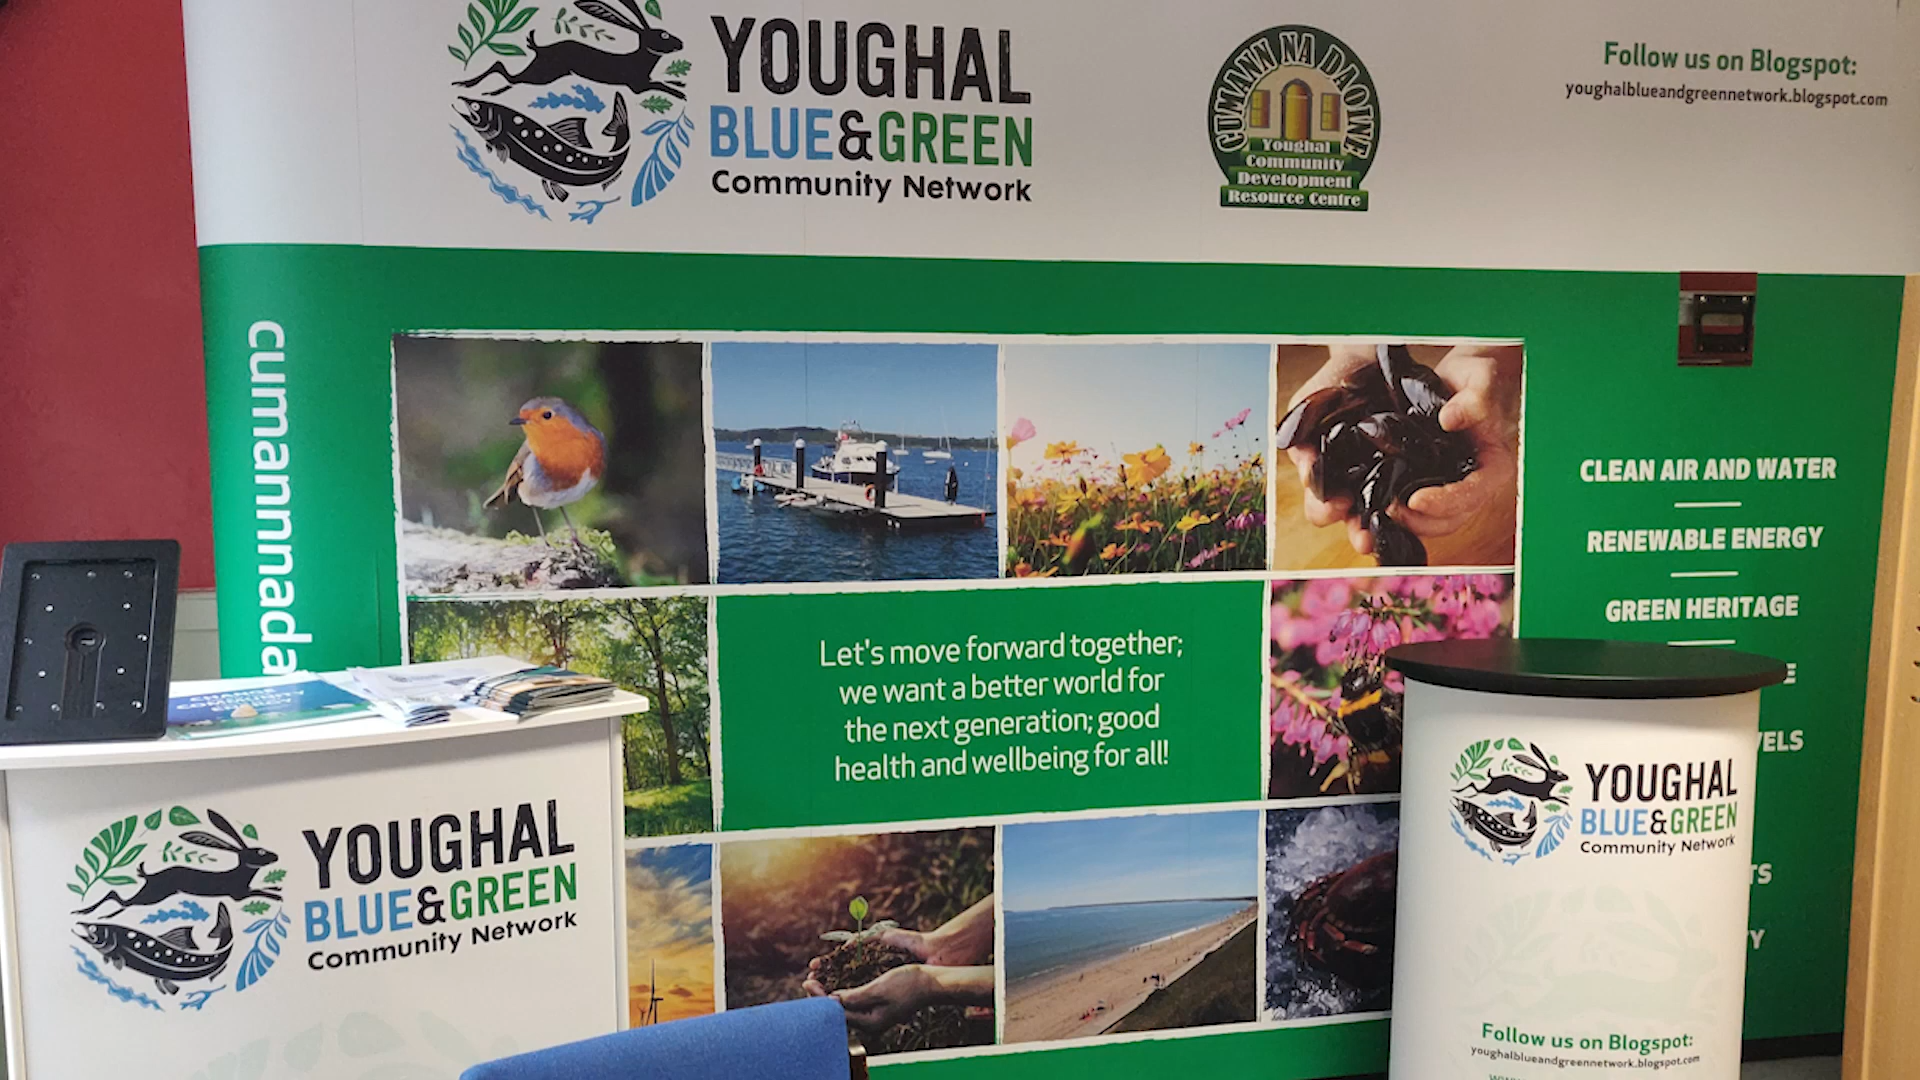 YOUGHAL
BLUE&GREEN
Community Network
CUMANN NA DAOINE
Youghal
Community
Development
Resource Centre
Follow us on Blogspot:
youghalblueandgreennetwork.blogspot.com
cumannnada
Let's move forward together;
we want a better world for
the next generation; good
health and wellbeing for all!
CLEAN AIR AND WATER
RENEWABLE ENERGY
GREEN HERITAGE
CHANGE
COMMUNITY
ENERGY
YOUGHAL
BLUE&GREEN
Community Network
YOUGHAL
BLUE&GREEN
Community Network
Follow us on Blogspot:
youghalblueandgreennetwork.blogspot.com